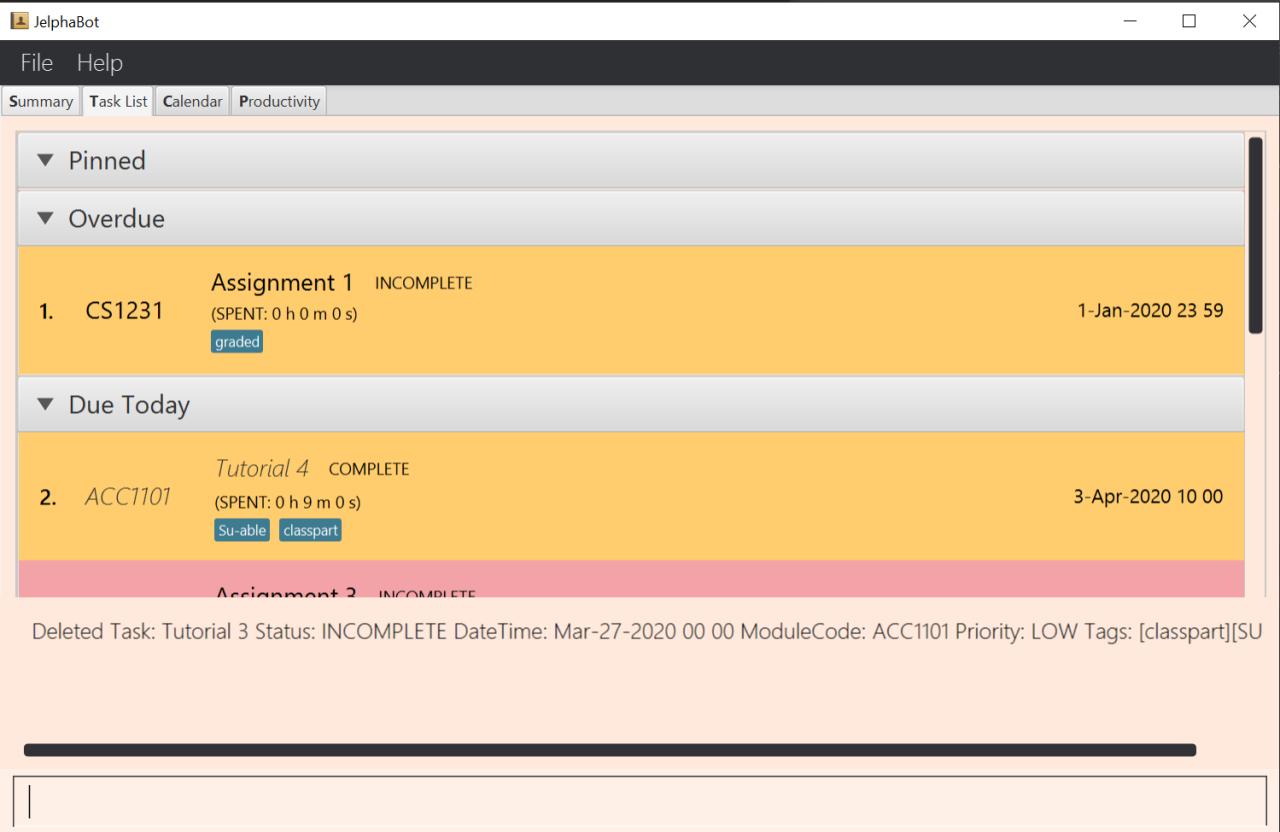 JelphaBot
File Help
Summary Task List Calendar Productivity
Pinned
Overdue
Assignment 1 INCOMPLETE
1. CS1231 (SPENT: 0 h 0 m 0 s) 1-Jan-2020 23 59
graded
Due Today
Tutorial 4 COMPLETE
2. ACC1101 (SPENT: 0 h 9 m 0 s) 3-Apr-2020 10 00
Su-able classpart
Assignment 3 INCOMPLETE
Deleted Task: Tutorial 3 Status: INCOMPLETE DateTime: Mar-27-2020 00 00 ModuleCode: ACC1101 Priority: LOW Tags: [classpart][SU